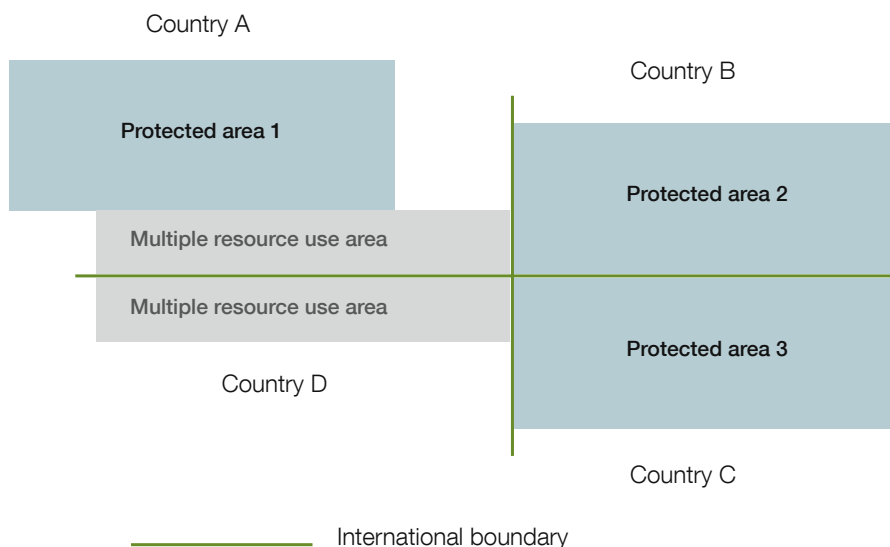 Country A
Country B
Protected area 1
Protected area 2
Multiple resource use area
Multiple resource use area
Protected area 3
Country D
Country C
International boundary